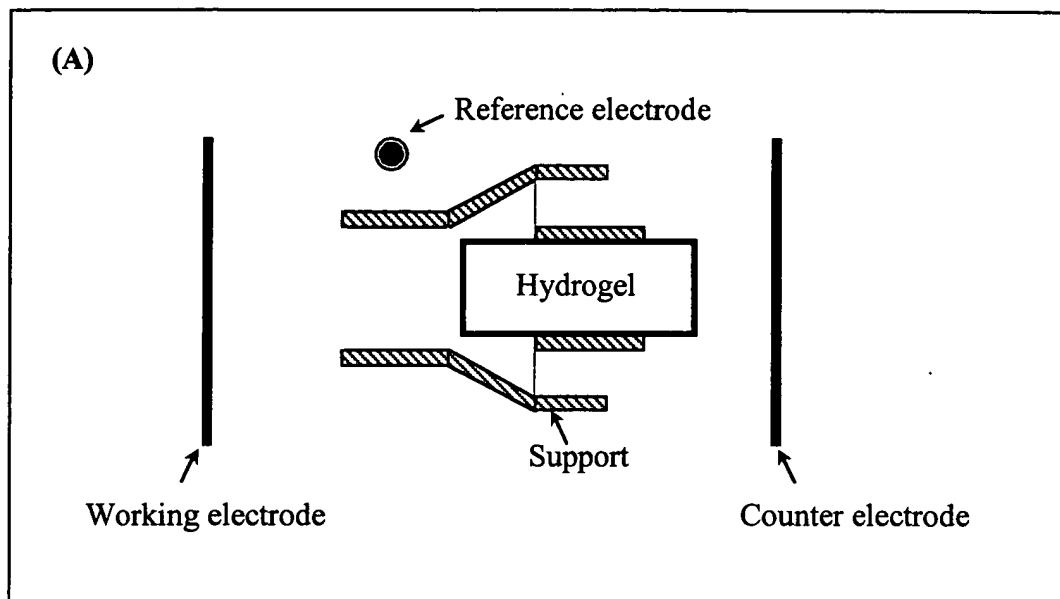 (A)
Reference electrode
Hydrogel
Support
Working electrode
Counter electrode